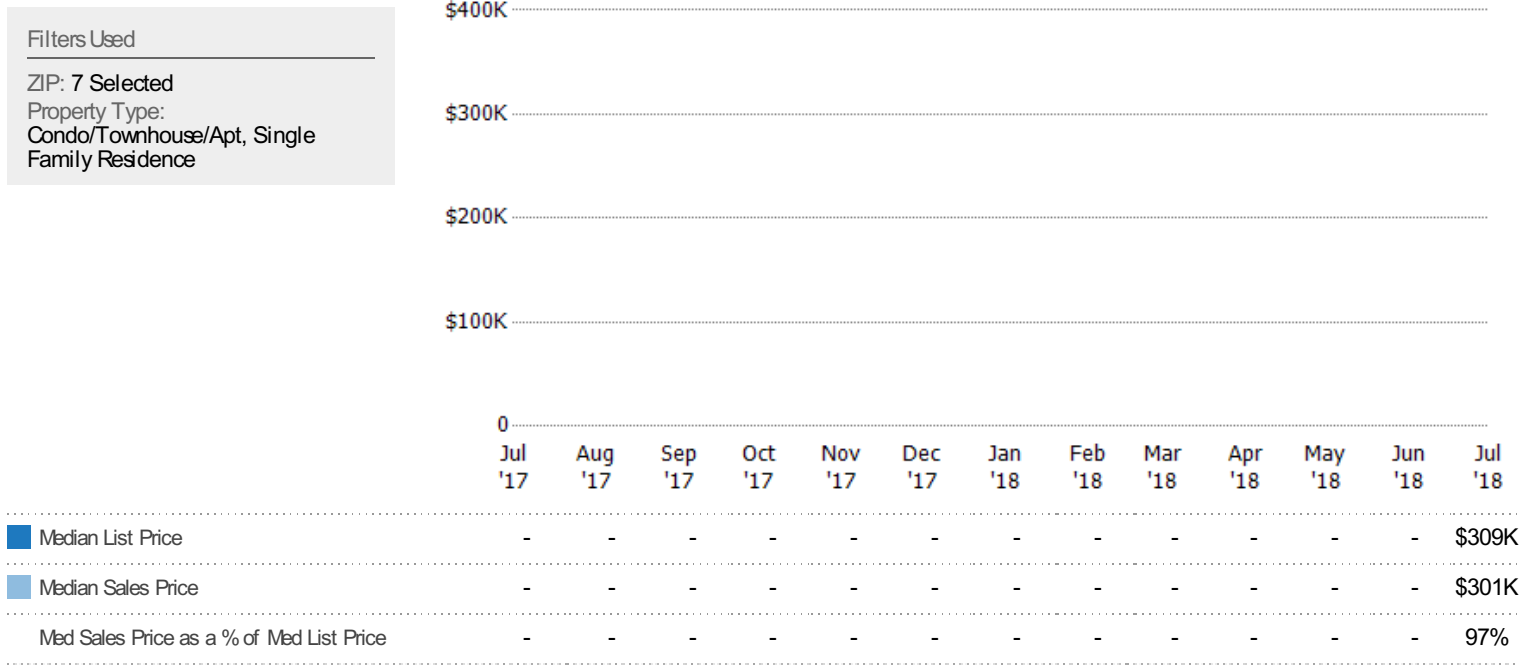 Filters Used
ZIP: 7 Selected
Property Type:
Condo/Townhouse/Apt, Single
Family Residence
$400K
$300K
$200K
$100K
0
Jul Aug Sep Oct Nov Dec Jan Feb Mar Apr May Jun Jul
'17 '17 '17 '17 '17 '17 '18 '18 '18 '18 '18 '18 '18
Median List Price - - - - - - - - - - - - $309K
Median Sales Price - - - - - - - - - - - - $301K
Med Sales Price as a % of Med List Price - - - - - - - - - - - - 97%